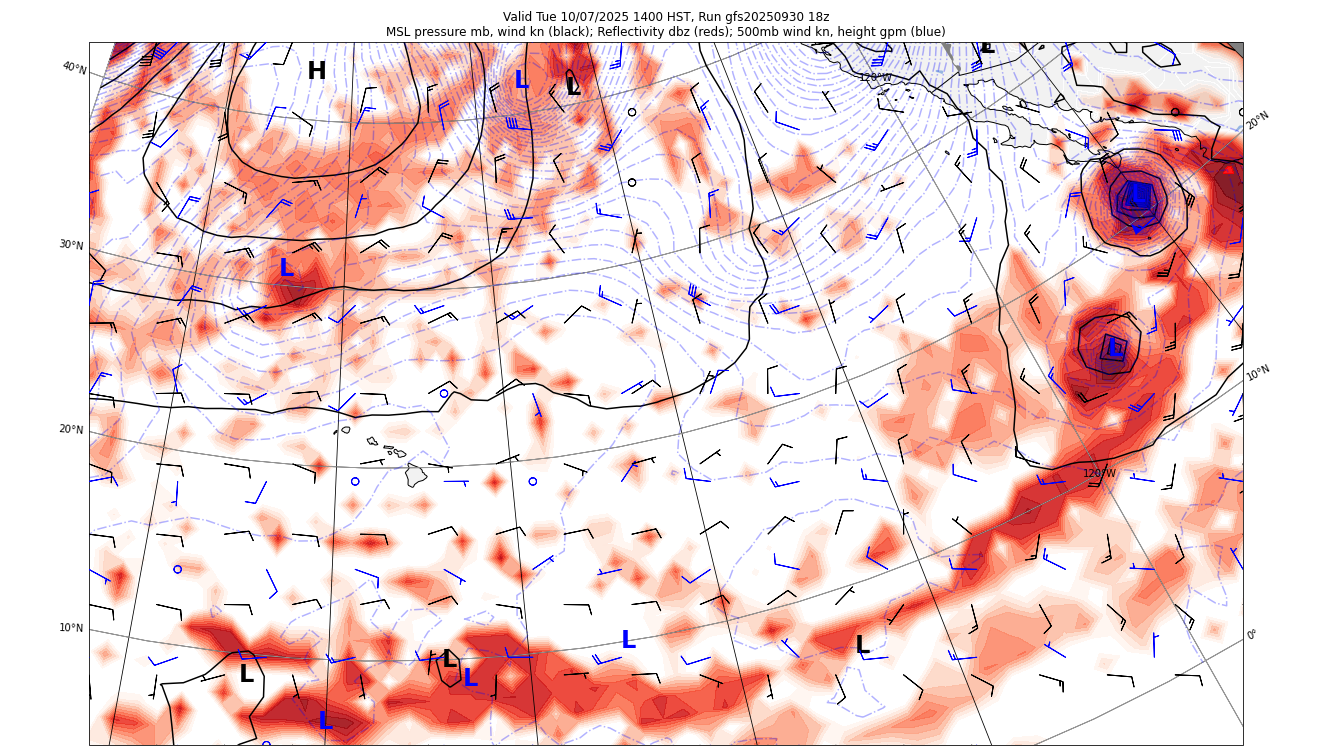 Valid Tue 10/07/2025 1400 HST, Run gfs20250930 18z
MSL pressure mb, wind kn (black); Reflectivity dbz (reds); 500mb wind kn, height gpm (blue)
L
40°N
H
L
L
120°W
20°N
L
30°N
L
L
10°N
20°N
120°W
10°N
L
0°
L
L
L
L
L